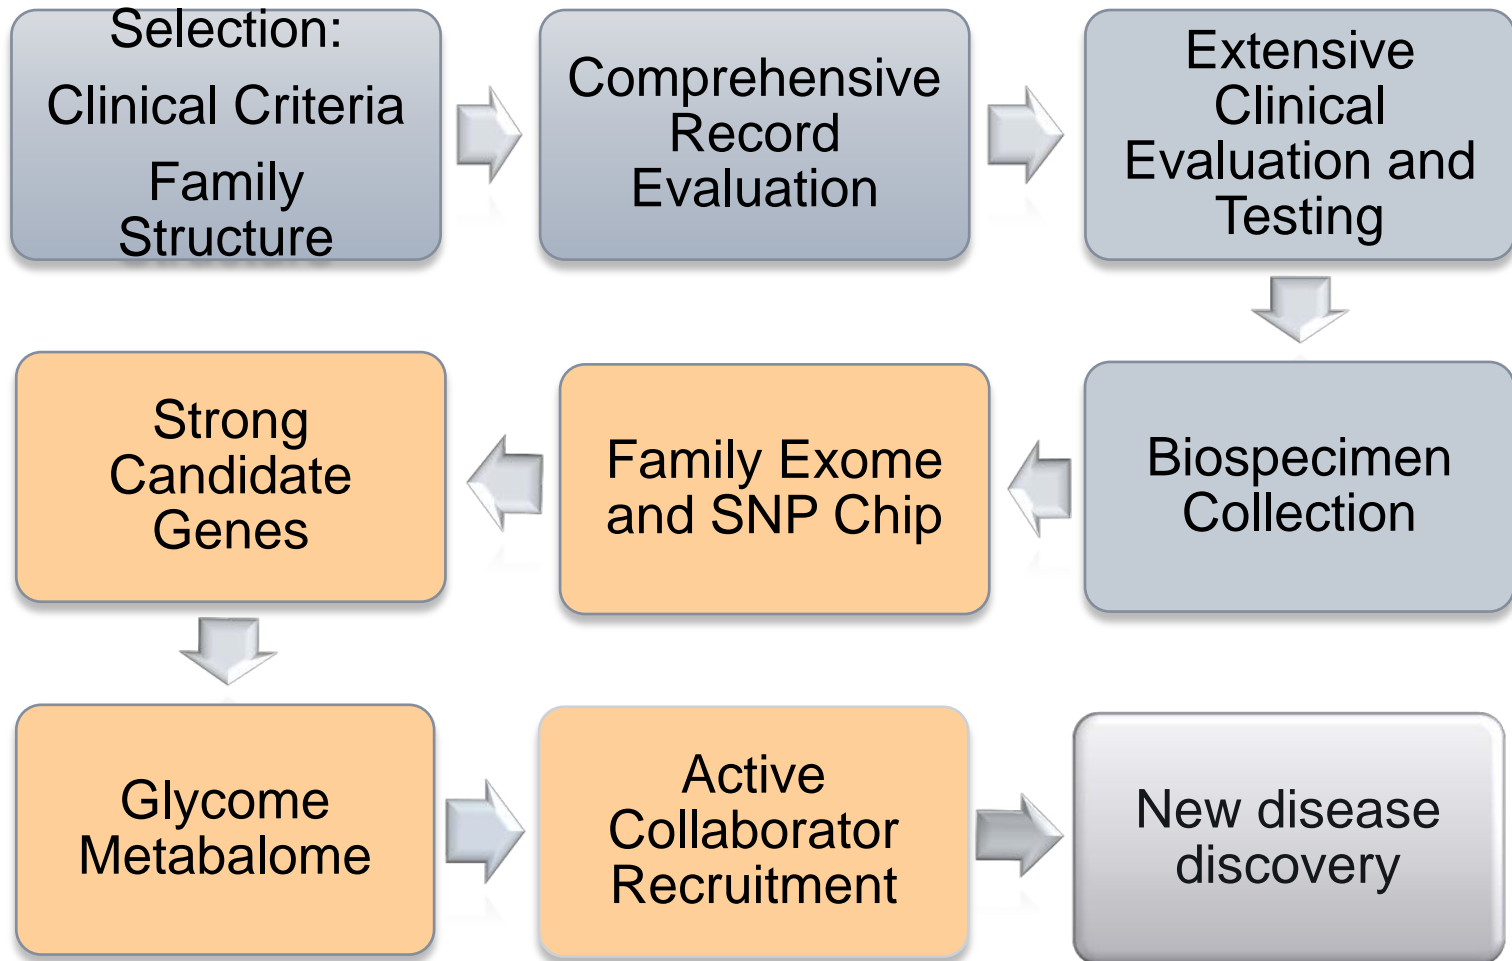 Selection:
Clinical Criteria
Family
Structure
Comprehensive
Record
Evaluation
Extensive
Clinical
Evaluation and
Testing
Biospecimen
Collection
Family Exome
and SNP Chip
Strong
Candidate
Genes
Glycome
Metabalome
Active
Collaborator
Recruitment
New disease
discovery